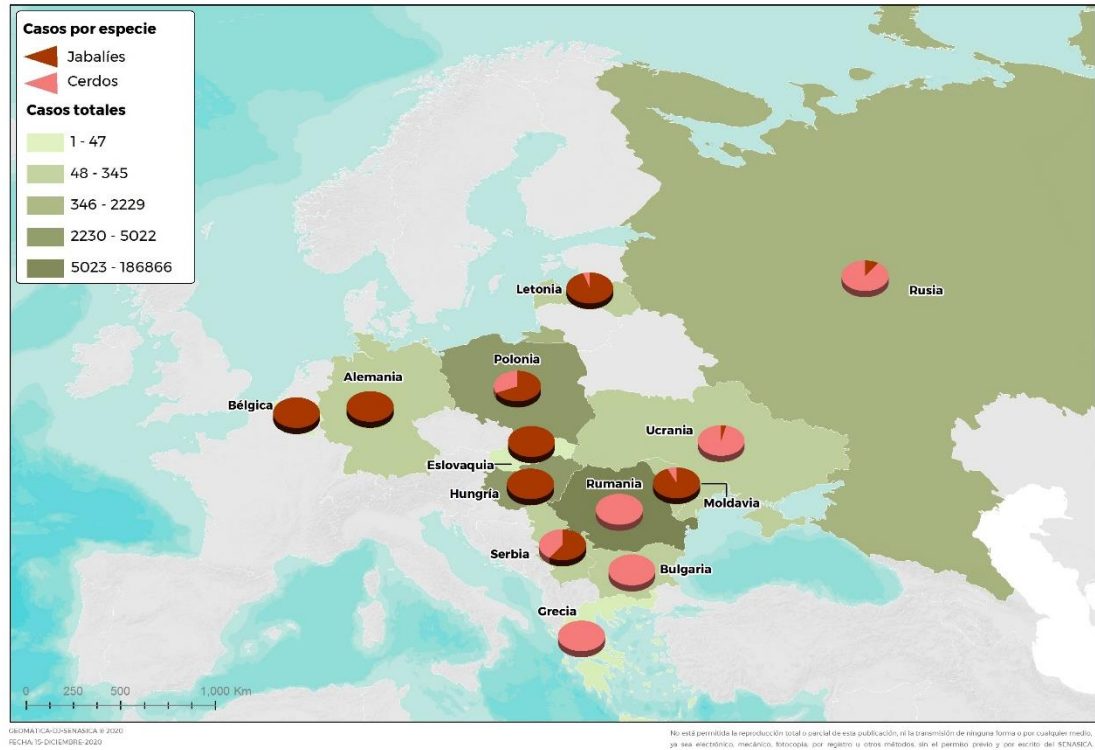 Casos por especie
Jabalíes
Cerdos
Casos totales
1 - 47
48 - 345
346 - 2229
2230 - 5022
5023 - 186866
Letonia
Rusia
Polonia
Alemania
Bélgica
Ucrania
Eslovaquia
Rumania
Hungría
Moldavia
Serbia
Bulgaria
Grecia
0 250 500 1,000 Km
GEOMATICA-DJ-SENASICA ® 2020
FECHA: 15-DICIEMBRE-2020
No está permitida la reproducción total o parcial de esta publicación, ni la transmisión de ninguna forma o por cualquier medio,
ya sea electrónico, mecánico, fotocopia, por registro u otros métodos, sin el permiso previo y por escrito del SENASICA.